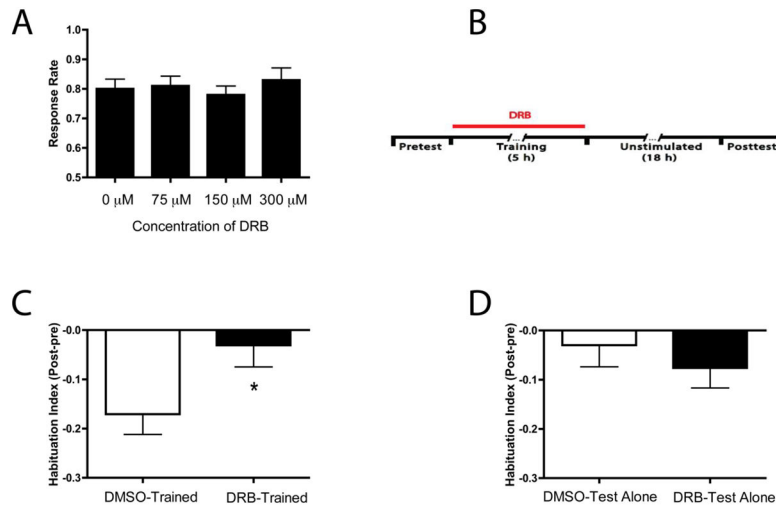 A
Response Rate
1.0
0.9
0.8
0.7
0.6
0.5
0 μM 75 μM 150 μM 300 μM
Concentration of DRB
B
DRB
...
...
Pretest Training Unstimulated Posttest
(5 h) (18 h)
C
Habituation Index (Post-pre)
-0.0
-0.1
-0.2
-0.3
*
DMSO-Trained DRB-Trained
D
Habituation Index (Post-pre)
-0.0
-0.1
-0.2
-0.3
DMSO-Test Alone DRB-Test Alone